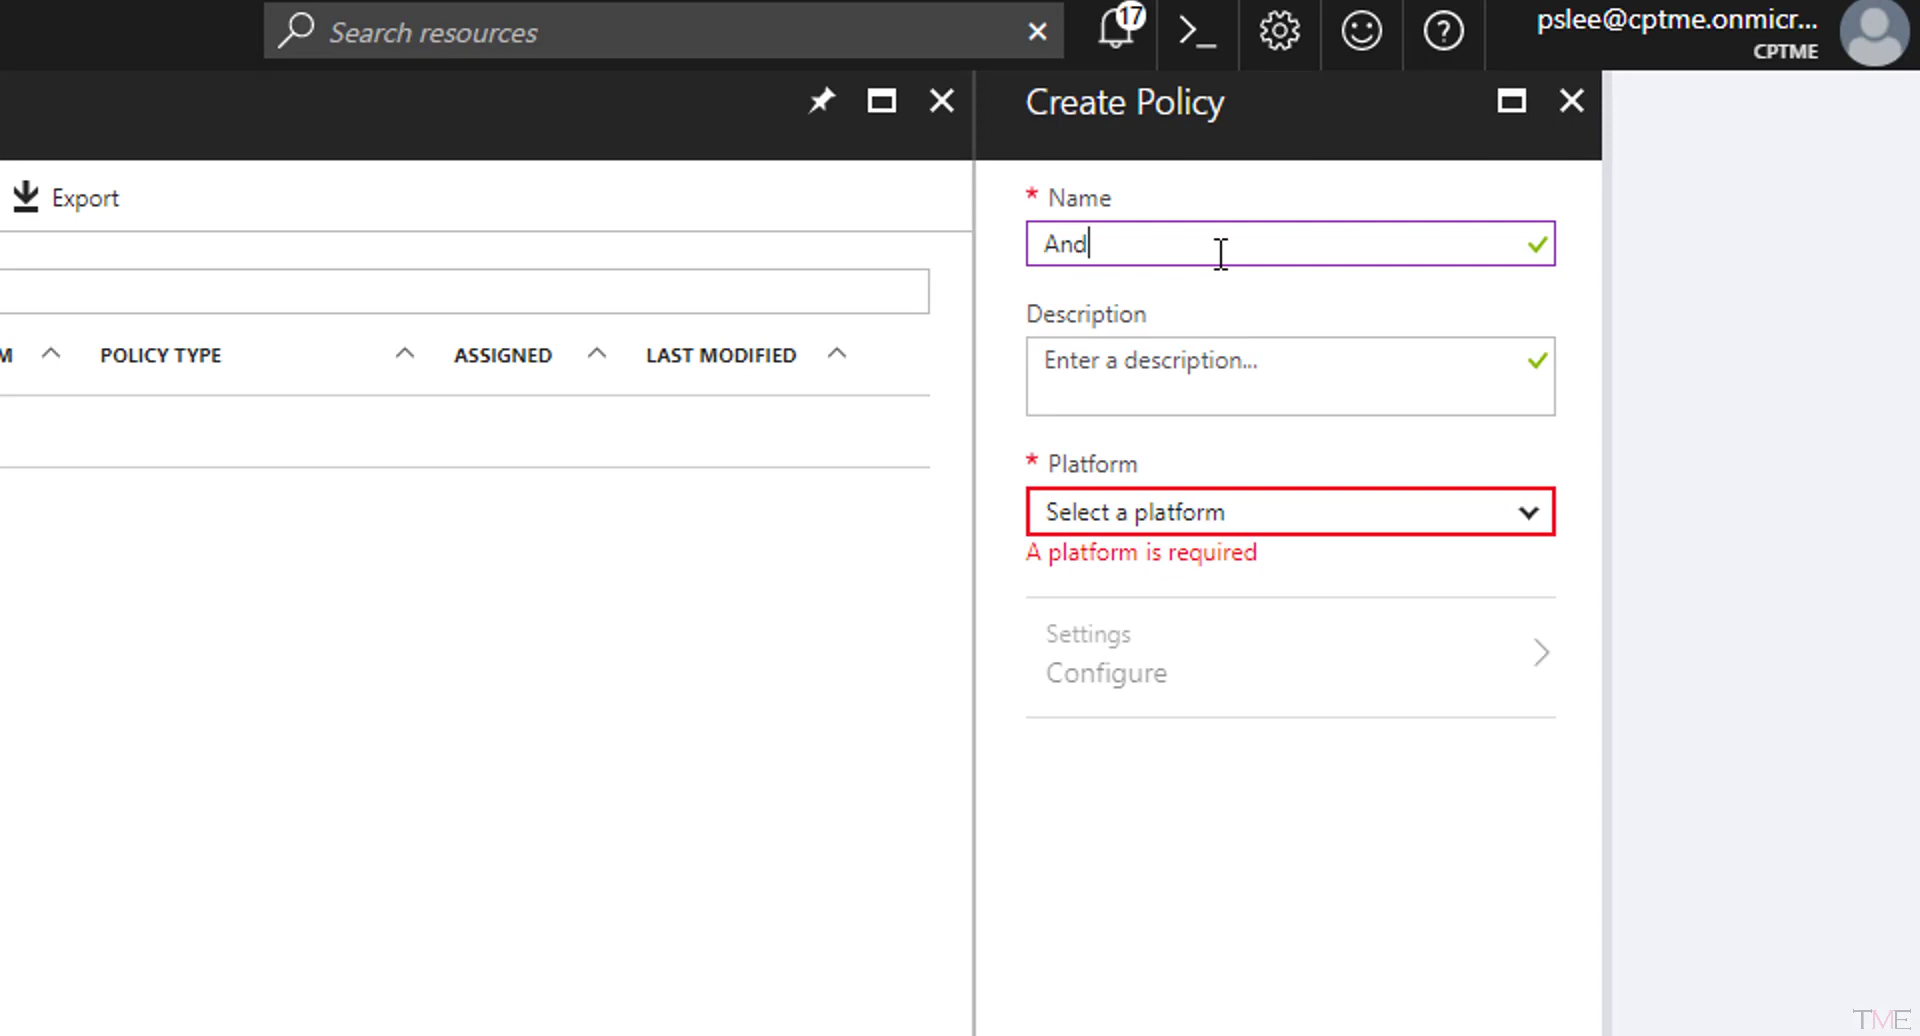 Search resources
17
pslee@cptme.onmicr...
CPTME
Create Policy
Export
* Name
And
Description
Enter a description...
M
POLICY TYPE
ASSIGNED
LAST MODIFIED
* Platform
Select a platform
A platform is required
Settings
Configure
TME